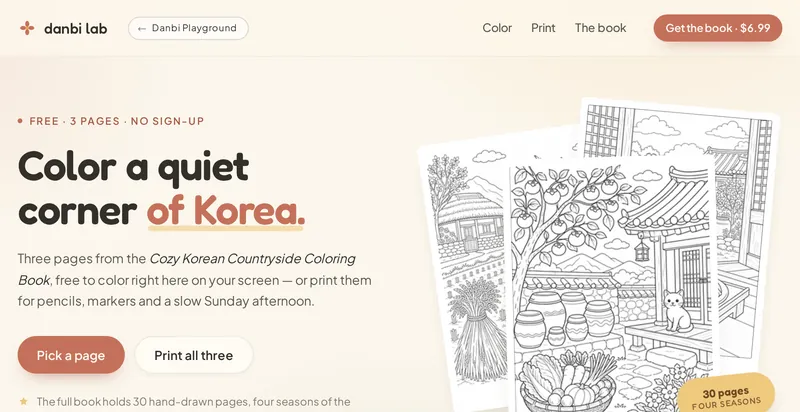 danbi lab
← Danbi Playground
Color
Print
The book
Get the book · $6.99
FREE · 3 PAGES · NO SIGN-UP
Color a quiet
corner of Korea.
Three pages from the Cozy Korean Countryside Coloring
Book, free to color right here on your screen — or print them
for pencils, markers and a slow Sunday afternoon.
Pick a page
Print all three
The full book holds 30 hand-drawn pages, four seasons of the
30 pages
FOUR SEASONS